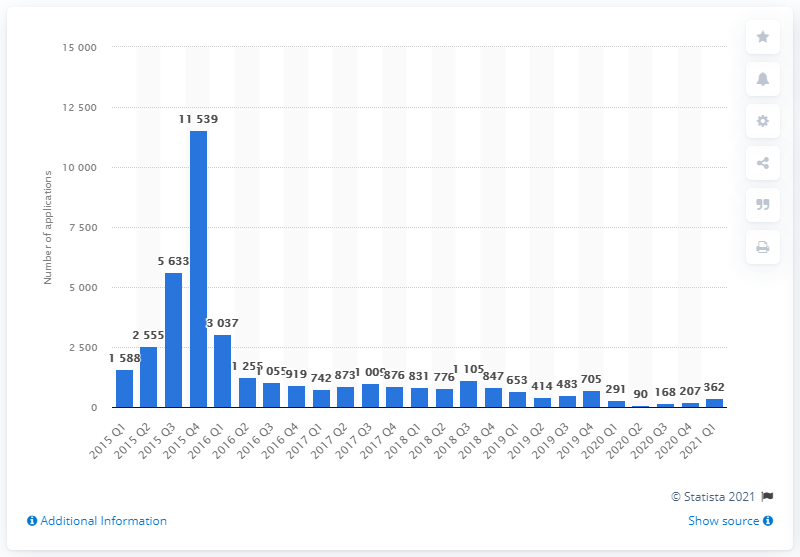 15 000
12 500
10 000
7 500
5 000
2 500
0
Number of applications
1 588
2 555
5 633
11 539
3 037
1 255
1 055
919
742
873
1 009
876
831
776
1 105
847
653
414
483
705
291
90
168
207
362
2015 Q1
2015 Q2
2015 Q3
2015 Q4
2016 Q1
2016 Q2
2016 Q3
2016 Q4
2017 Q1
2017 Q2
2017 Q3
2017 Q4
2018 Q1
2018 Q2
2018 Q3
2018 Q4
2019 Q1
2019 Q2
2019 Q3
2019 Q4
2020 Q1
2020 Q2
2020 Q3
2020 Q4
2021 Q1
© Statista 2021
Additional Information
Show source